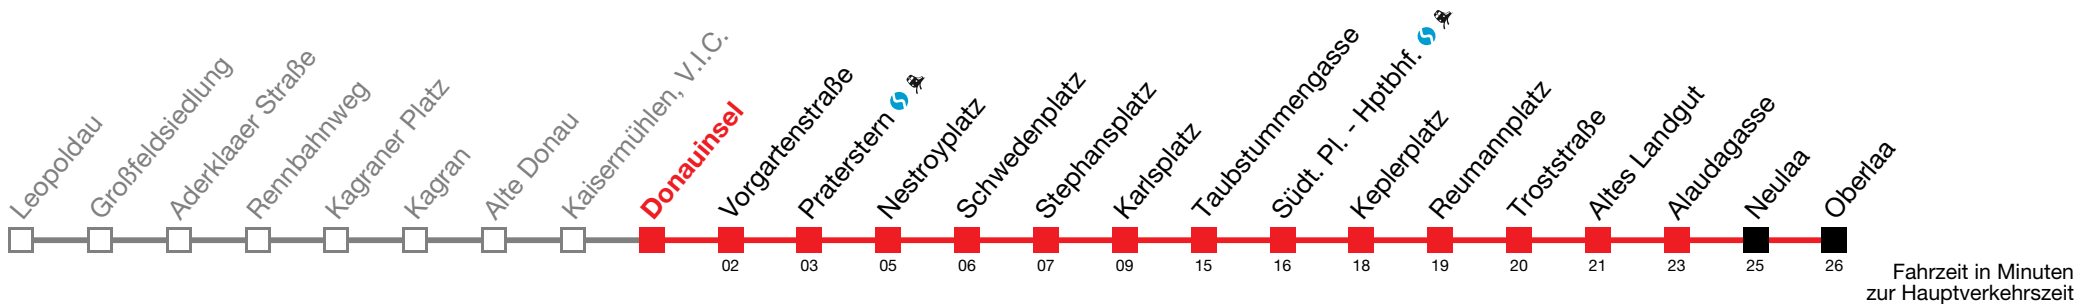 Leopoldau
Großfeldsiedlung
Aderklaaer Straße
Rennbahnweg
Kagraner Platz
Kagran
Alte Donau
Kaisermühlen, V.I.C.
Donauinsel
Vorgartenstraße
Praterstern
Nestroyplatz
Schwedenplatz
Stephansplatz
Karlsplatz
Taubstummengasse
Südt. Pl. - Hptbhf.
Keplerplatz
Reumannplatz
Troststraße
Altes Landgut
Alaudagasse
Neulaa
Oberlaa
02 03 05 06 07 09 15 16 18 19 20 21 23 25 26
Fahrzeit in Minuten
zur Hauptverkehrszeit